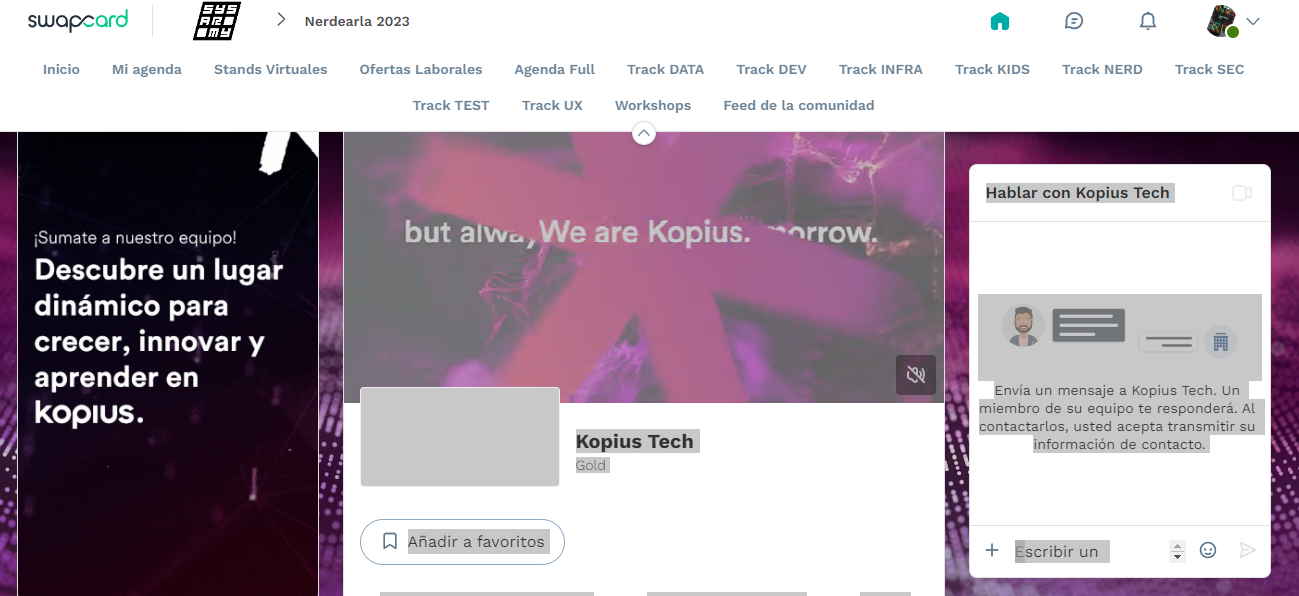 swapcard
SYS
ARD
MY
Nerdearla 2023
Inicio
Mi agenda
Stands Virtuales
Ofertas Laborales
Agenda Full
Track DATA
Track DEV
Track INFRA
Track KIDS
Track NERD
Track SEC
Track TEST
Track UX
Workshops
Feed de la comunidad
¡Sumate a nuestro equipo!
Descubre un lugar
dinámico para
crecer, innovar y
aprender en
kopius.
but We are Kopius.
Kopius Tech
Gold
Añadir a favoritos
Hablar con Kopius Tech
Envía un mensaje a Kopius Tech. Un
miembro de su equipo te responderá. Al
contactarlos, usted acepta transmitir su
información de contacto.
Escribir un